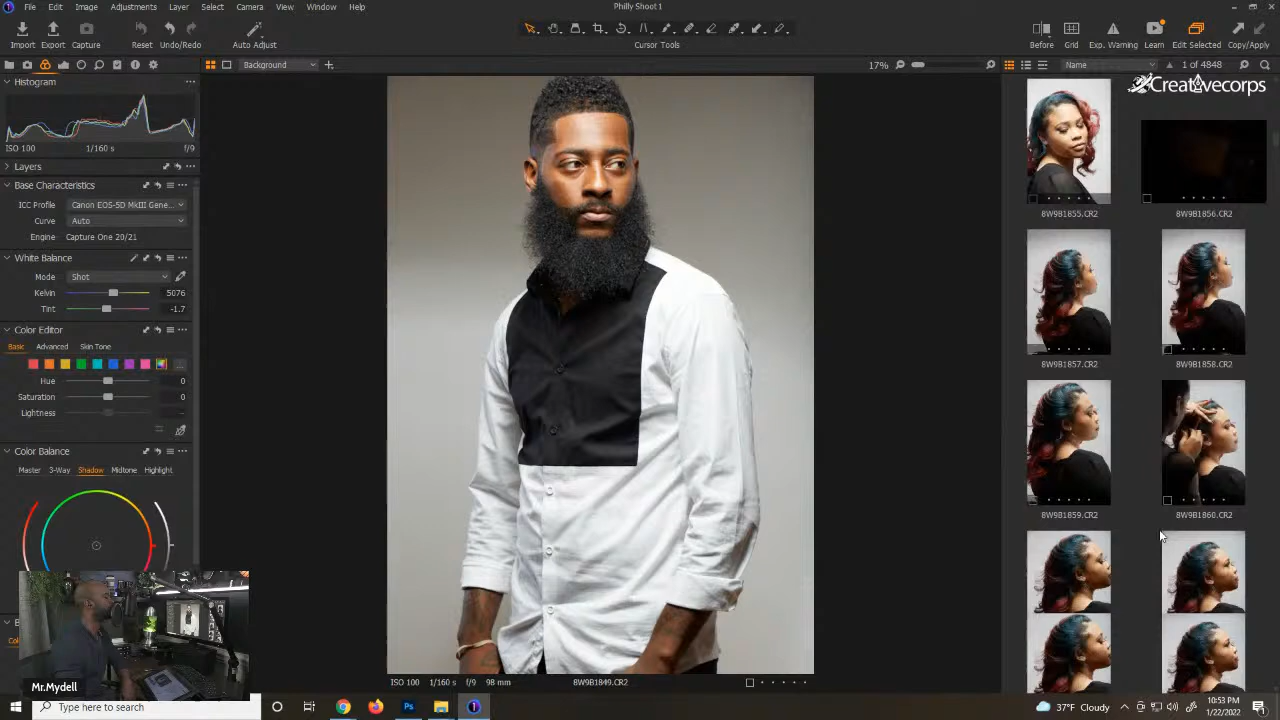 File Edit Image Adjustments Layer Select Camera View Window Help
Philly Shoot 1
Import Export Capture Reset Undo/Redo Auto Adjust
Cursor Tools
Before Grid Exp. Warning Learn Edit Selected Copy/Apply
Background
17%
Name
1 of 4848
Creativecorps
Histogram
ISO 100 1/160 s f/9
Layers
Base Characteristics
ICC Profile Canon EOS-5D MkIII Gene...
Curve Auto
Engine Capture One 20/21
White Balance
Mode Shot
Kelvin 5076
Tint -1.7
Color Editor
Basic Advanced Skin Tone
Hue 0
Saturation 0
Lightness
Color Balance
Master 3-Way Shadow Midtone Highlight
8W9B1855.CR2 8W9B1856.CR2
8W9B1857.CR2 8W9B1858.CR2
8W9B1859.CR2 8W9B1860.CR2
ISO 100 1/160 s f/9 98 mm 8W9B1849.CR2
Mr.Mydell
Type here to search
Ps
37°F Cloudy
10:53 PM
1/22/2022